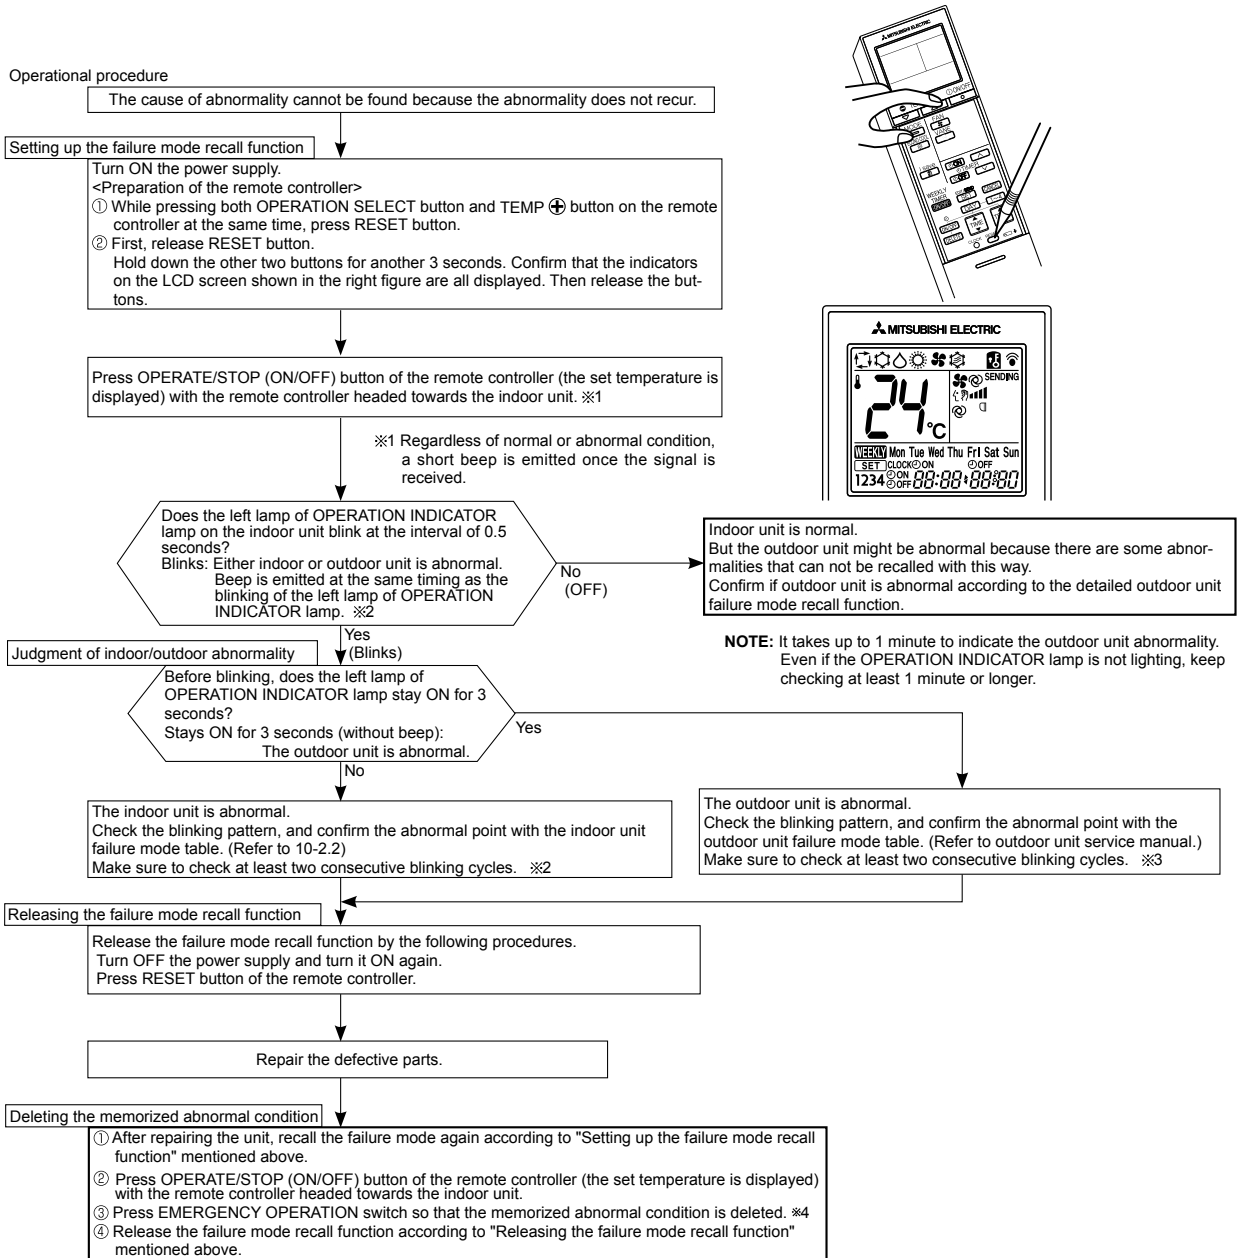 Operational procedure
The cause of abnormality cannot be found because the abnormality does not recur.
Setting up the failure mode recall function
Turn ON the power supply.
<Preparation of the remote controller>
① While pressing both OPERATION SELECT button and TEMP ⊕ button on the remote
controller at the same time, press RESET button.
② First, release RESET button.
Hold down the other two buttons for another 3 seconds. Confirm that the indicators
on the LCD screen shown in the right figure are all displayed. Then release the but-
tons.
MITSUBISHI ELECTRIC
ON/OFF
FAN
MODE
VANE
WEEKLY
TIMER
TIME
CLOCK
MITSUBISHI ELECTRIC
SENDING
24°C
WEEKLY Mon Tue Wed Thu Fri Sat Sun
SET CLOCK ON OFF
1234 ON OFF 88:88 88:80
Press OPERATE/STOP (ON/OFF) button of the remote controller (the set temperature is
displayed) with the remote controller headed towards the indoor unit. ※1
※1 Regardless of normal or abnormal condition,
a short beep is emitted once the signal is
received.
Does the left lamp of OPERATION INDICATOR
lamp on the indoor unit blink at the interval of 0.5
seconds?
Blinks: Either indoor or outdoor unit is abnormal.
Beep is emitted at the same timing as the
blinking of the left lamp of OPERATION
INDICATOR lamp. ※2
No
(OFF)
Indoor unit is normal.
But the outdoor unit might be abnormal because there are some abnor-
malities that can not be recalled with this way.
Confirm if outdoor unit is abnormal according to the detailed outdoor unit
failure mode recall function.
NOTE: It takes up to 1 minute to indicate the outdoor unit abnormality.
Even if the OPERATION INDICATOR lamp is not lighting, keep
checking at least 1 minute or longer.
Yes
(Blinks)
Judgment of indoor/outdoor abnormality
Before blinking, does the left lamp of
OPERATION INDICATOR lamp stay ON for 3
seconds?
Stays ON for 3 seconds (without beep):
The outdoor unit is abnormal.
Yes
No
The indoor unit is abnormal.
Check the blinking pattern, and confirm the abnormal point with the indoor unit
failure mode table. (Refer to 10-2.2)
Make sure to check at least two consecutive blinking cycles. ※2
The outdoor unit is abnormal.
Check the blinking pattern, and confirm the abnormal point with the
outdoor unit failure mode table. (Refer to outdoor unit service manual.)
Make sure to check at least two consecutive blinking cycles. ※3
Releasing the failure mode recall function
Release the failure mode recall function by the following procedures.
Turn OFF the power supply and turn it ON again.
Press RESET button of the remote controller.
Repair the defective parts.
Deleting the memorized abnormal condition
① After repairing the unit, recall the failure mode again according to "Setting up the failure mode recall
function" mentioned above.
② Press OPERATE/STOP (ON/OFF) button of the remote controller (the set temperature is displayed)
with the remote controller headed towards the indoor unit.
③ Press EMERGENCY OPERATION switch so that the memorized abnormal condition is deleted. ※4
④ Release the failure mode recall function according to "Releasing the failure mode recall function"
mentioned above.